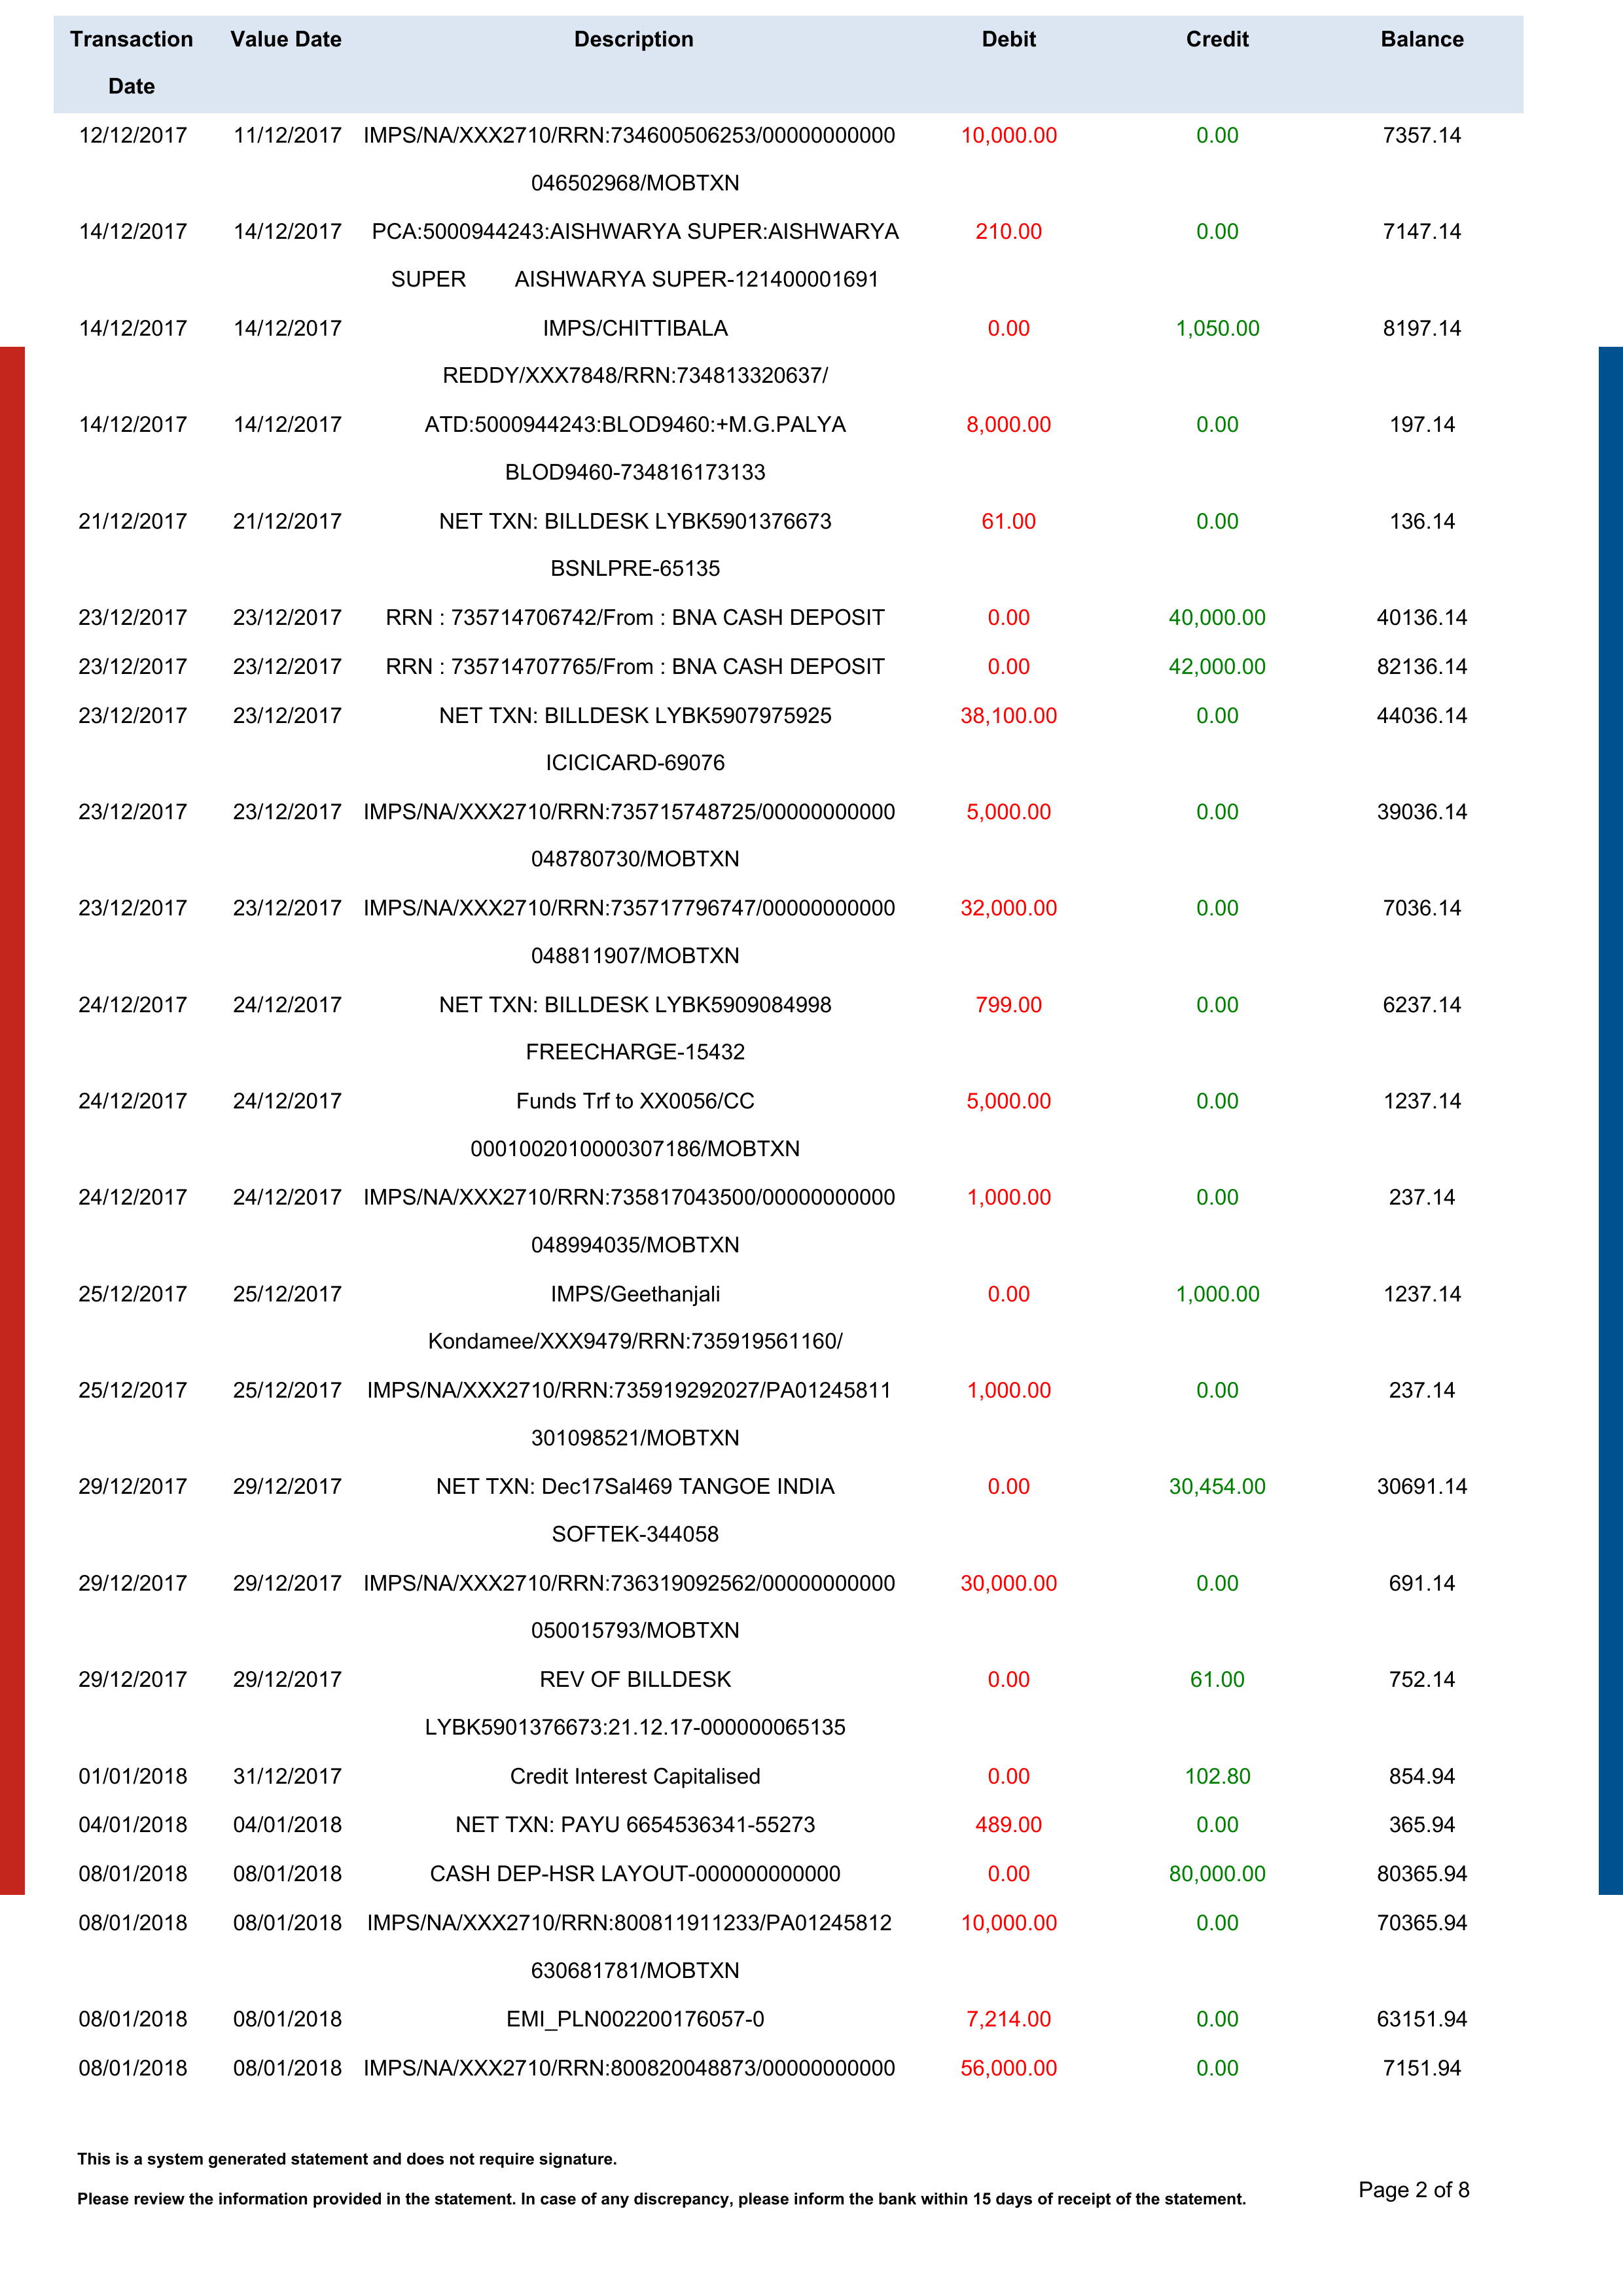 Transaction Value Date Description Debit Credit Balance
Date
12/12/2017 11/12/2017 IMPS/NA/XXX2710/RRN:734600506253/00000000000 10,000.00 0.00 7357.14
046502968/MOBTXN
14/12/2017 14/12/2017 PCA:5000944243:AISHWARYA SUPER:AISHWARYA 210.00 0.00 7147.14
SUPER AISHWARYA SUPER-121400001691
14/12/2017 14/12/2017 IMPS/CHITTIBALA 0.00 1,050.00 8197.14
REDDY/XXX7848/RRN:734813320637/
14/12/2017 14/12/2017 ATD:5000944243:BLOD9460:+M.G.PALYA 8,000.00 0.00 197.14
BLOD9460-734816173133
21/12/2017 21/12/2017 NET TXN: BILLDESK LYBK5901376673 61.00 0.00 136.14
BSNLPRE-65135
23/12/2017 23/12/2017 RRN : 735714706742/From : BNA CASH DEPOSIT 0.00 40,000.00 40136.14
23/12/2017 23/12/2017 RRN : 735714707765/From : BNA CASH DEPOSIT 0.00 42,000.00 82136.14
23/12/2017 23/12/2017 NET TXN: BILLDESK LYBK5907975925 38,100.00 0.00 44036.14
ICICICARD-69076
23/12/2017 23/12/2017 IMPS/NA/XXX2710/RRN:735715748725/00000000000 5,000.00 0.00 39036.14
048780730/MOBTXN
23/12/2017 23/12/2017 IMPS/NA/XXX2710/RRN:735717796747/00000000000 32,000.00 0.00 7036.14
048811907/MOBTXN
24/12/2017 24/12/2017 NET TXN: BILLDESK LYBK5909084998 799.00 0.00 6237.14
FREECHARGE-15432
24/12/2017 24/12/2017 Funds Trf to XX0056/CC 5,000.00 0.00 1237.14
0001002010000307186/MOBTXN
24/12/2017 24/12/2017 IMPS/NA/XXX2710/RRN:735817043500/00000000000 1,000.00 0.00 237.14
048994035/MOBTXN
25/12/2017 25/12/2017 IMPS/Geethanjali 0.00 1,000.00 1237.14
Kondamee/XXX9479/RRN:735919561160/
25/12/2017 25/12/2017 IMPS/NA/XXX2710/RRN:735919292027/PA01245811 1,000.00 0.00 237.14
301098521/MOBTXN
29/12/2017 29/12/2017 NET TXN: Dec17Sal469 TANGOE INDIA 0.00 30,454.00 30691.14
SOFTEK-344058
29/12/2017 29/12/2017 IMPS/NA/XXX2710/RRN:736319092562/00000000000 30,000.00 0.00 691.14
050015793/MOBTXN
29/12/2017 29/12/2017 REV OF BILLDESK 0.00 61.00 752.14
LYBK5901376673:21.12.17-000000065135
01/01/2018 31/12/2017 Credit Interest Capitalised 0.00 102.80 854.94
04/01/2018 04/01/2018 NET TXN: PAYU 6654536341-55273 489.00 0.00 365.94
08/01/2018 08/01/2018 CASH DEP-HSR LAYOUT-000000000000 0.00 80,000.00 80365.94
08/01/2018 08/01/2018 IMPS/NA/XXX2710/RRN:800811911233/PA01245812 10,000.00 0.00 70365.94
630681781/MOBTXN
08/01/2018 08/01/2018 EMI_PLN002200176057-0 7,214.00 0.00 63151.94
08/01/2018 08/01/2018 IMPS/NA/XXX2710/RRN:800820048873/00000000000 56,000.00 0.00 7151.94
This is a system generated statement and does not require signature.
Please review the information provided in the statement. In case of any discrepancy, please inform the bank within 15 days of receipt of the statement.
Page 2 of 8